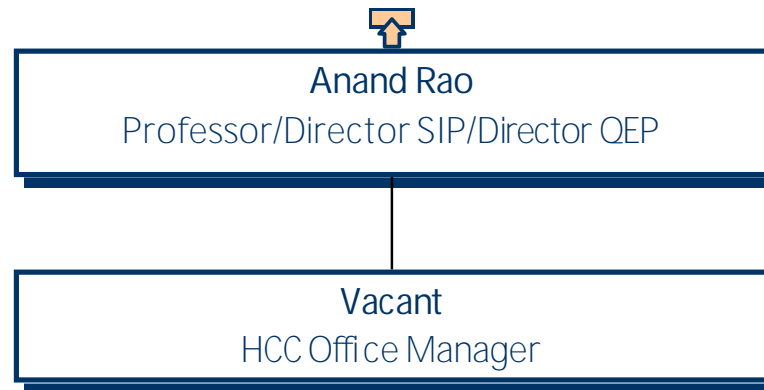 Anand Rao
Professor/Director SIP/Director QEP
Vacant
HCC Office Manager